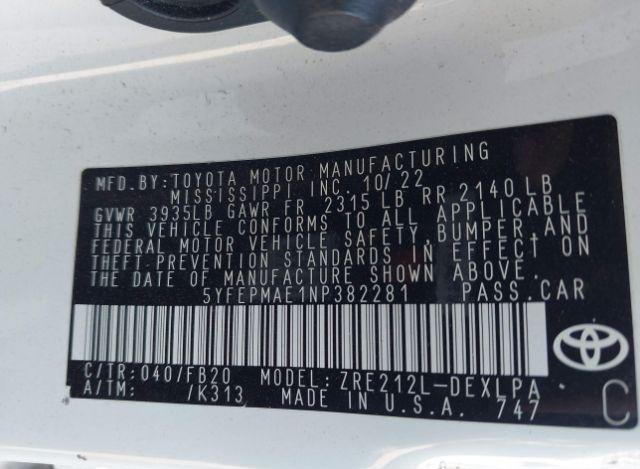 MFD.BY:TOYOTA MOTOR MANUFACTURING
MISSISSIPPI INC. 10/22
GVWR 3935LB GAWR FR 2315 LB RR 2140 LB
THIS VEHICLE CONFORMS TO ALL APPLICABLE
FEDERAL MOTOR VEHICLE SAFETY,BUMPER,AND
THEFT.PREVENTION STANDARDS IN EFFECT ON
THE DATE OF MANUFACTURE SHOWN ABOVE.
5YFEPMAE1NP382281 PASS.CAR
C/TR: 040/FB20 MODEL: ZRE212L-DEXLPA
A/TM: /K313 MADE IN U.S.A. 747
C